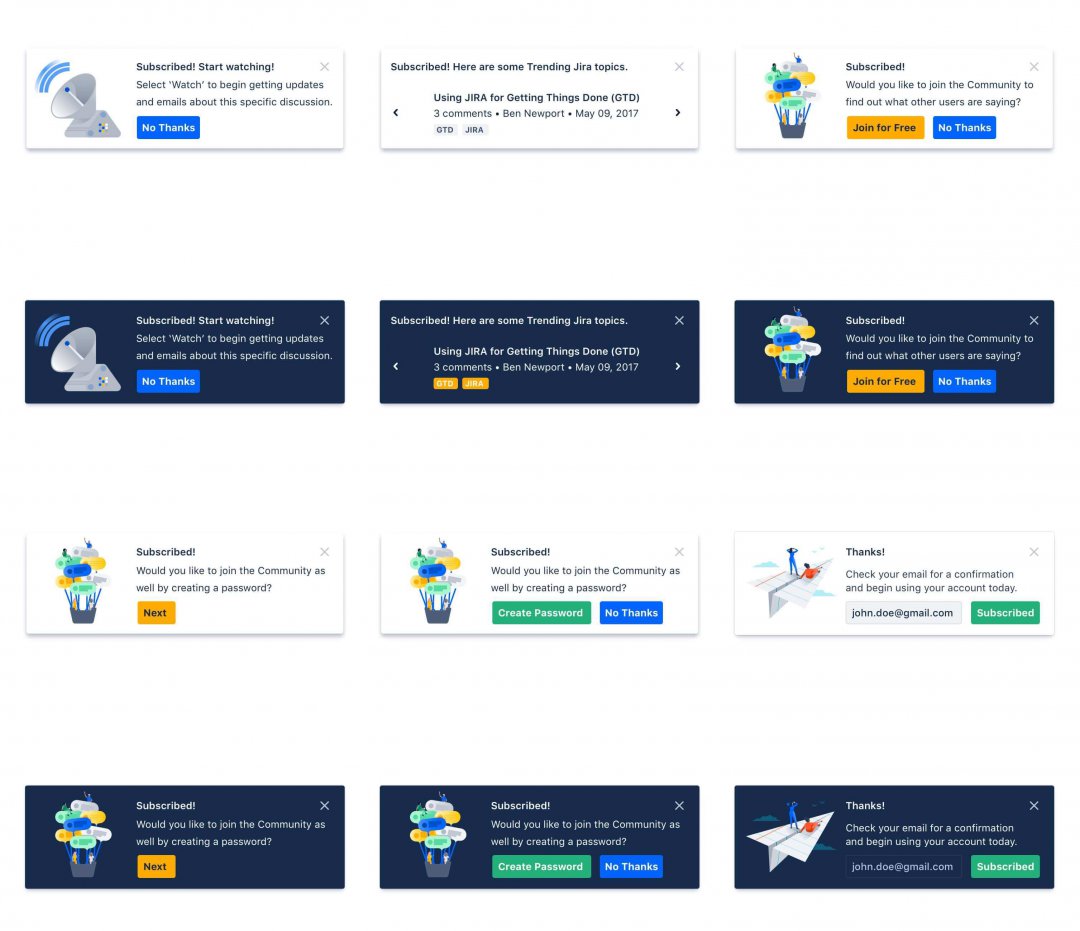 Subscribed! Start watching!
Select 'Watch' to begin getting updates
and emails about this specific discussion.
No Thanks
Subscribed! Here are some Trending Jira topics.
Using JIRA for Getting Things Done (GTD)
3 comments • Ben Newport • May 09, 2017
GTD JIRA
Subscribed!
Would you like to join the Community to
find out what other users are saying?
Join for Free No Thanks
Subscribed! Start watching!
Select 'Watch' to begin getting updates
and emails about this specific discussion.
No Thanks
Subscribed! Here are some Trending Jira topics.
Using JIRA for Getting Things Done (GTD)
3 comments • Ben Newport • May 09, 2017
GTD JIRA
Subscribed!
Would you like to join the Community to
find out what other users are saying?
Join for Free No Thanks
Subscribed!
Would you like to join the Community as
well by creating a password?
Next
Subscribed!
Would you like to join the Community as
well by creating a password?
Create Password No Thanks
Thanks!
Check your email for a confirmation
and begin using your account today.
john.doe@gmail.com Subscribed
Subscribed!
Would you like to join the Community as
well by creating a password?
Next
Subscribed!
Would you like to join the Community as
well by creating a password?
Create Password No Thanks
Thanks!
Check your email for a confirmation
and begin using your account today.
john.doe@gmail.com Subscribed